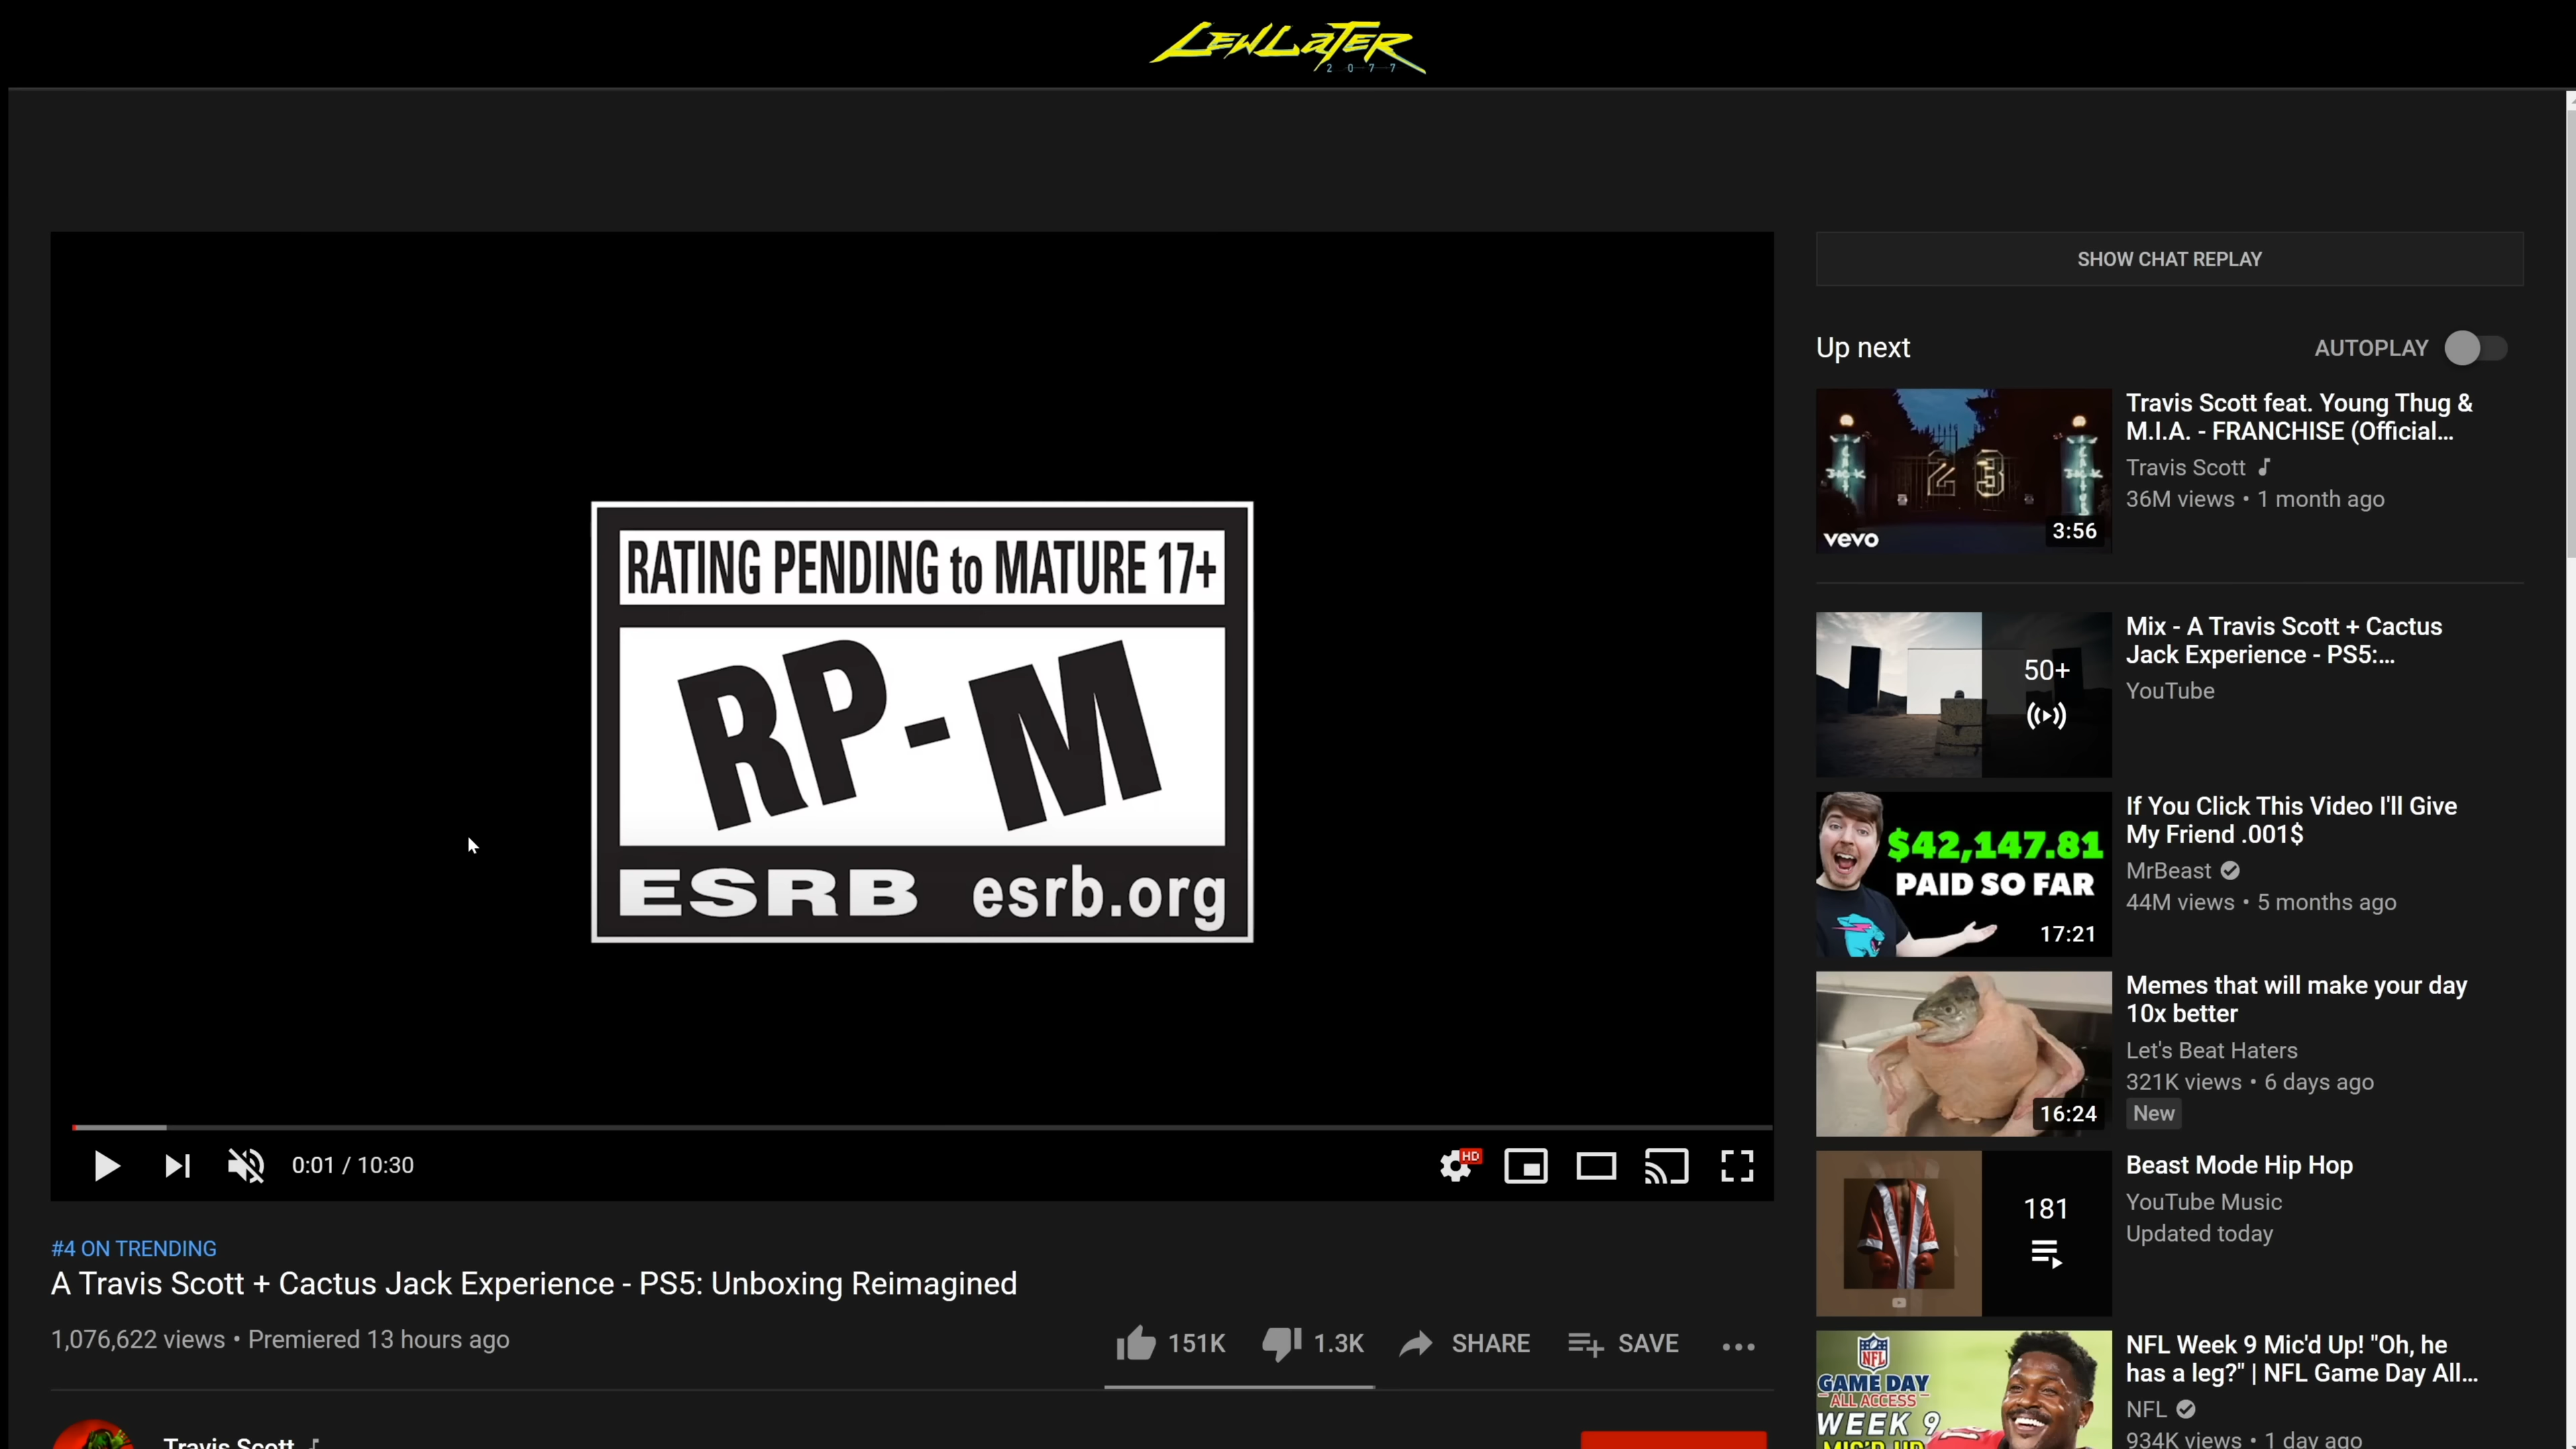 LEWLATER
2077
RATING PENDING to MATURE 17+
RP-M
ESRB esrb.org
0:01 / 10:30
HD
#4 ON TRENDING
A Travis Scott + Cactus Jack Experience - PS5: Unboxing Reimagined
1,076,622 views • Premiered 13 hours ago
151K
1.3K
SHARE
SAVE
Travis Scott
SHOW CHAT REPLAY
Up next
AUTOPLAY
23
vevo
3:56
Travis Scott feat. Young Thug &
M.I.A. - FRANCHISE (Official...
Travis Scott
36M views • 1 month ago
50+
Mix - A Travis Scott + Cactus
Jack Experience - PS5:...
YouTube
$42,147.81
PAID SO FAR
17:21
If You Click This Video I'll Give
My Friend .001$
MrBeast
44M views • 5 months ago
16:24
Memes that will make your day
10x better
Let's Beat Haters
321K views • 6 days ago
New
181
Beast Mode Hip Hop
YouTube Music
Updated today
NFL
GAME DAY
ALL ACCESS
WEEK 9
MIC'D UP
NFL Week 9 Mic'd Up! "Oh, he
has a leg?" | NFL Game Day All...
NFL
934K views • 1 day ago